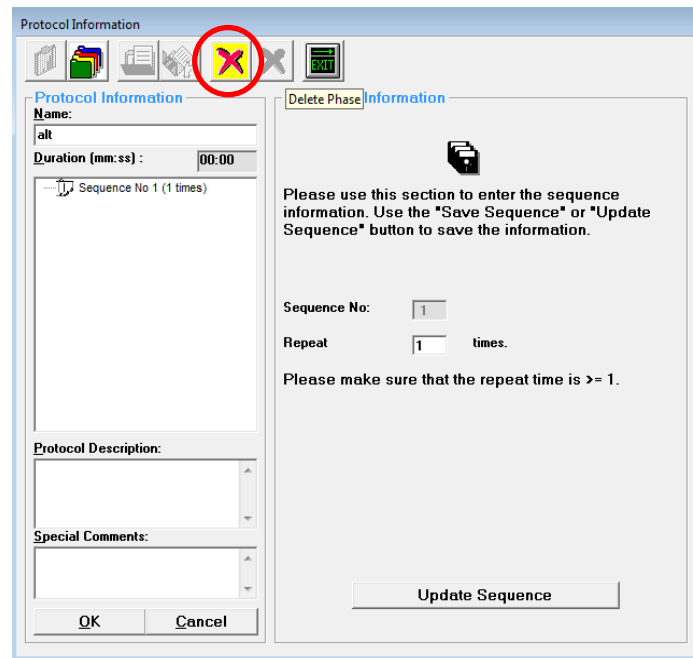 Protocol Information
EXIT
Protocol Information
Name:
alt
Duration (mm:ss) :
00:00
Sequence No 1 (1 times)
Protocol Description:
Special Comments:
OK
Cancel
Delete Phase
Information
Please use this section to enter the sequence
information. Use the "Save Sequence" or "Update
Sequence" button to save the information.
Sequence No:
1
Repeat
1
times.
Please make sure that the repeat time is >= 1.
Update Sequence